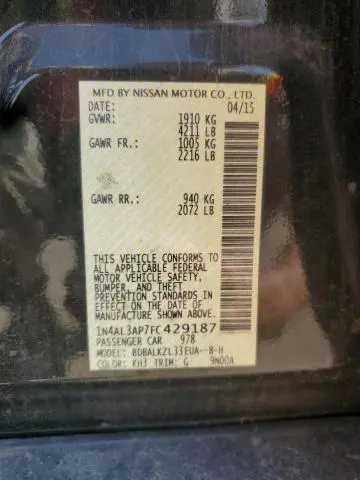 MFD BY NISSAN MOTOR CO., LTD.
DATE: 04/15
GVWR: 1910 KG
4211 LB
GAWR FR.: 1005 KG
2216 LB
GAWR RR.: 940 KG
2072 LB
THIS VEHICLE CONFORMS TO
ALL APPLICABLE FEDERAL
MOTOR VEHICLE SAFETY,
BUMPER, AND THEFT
PREVENTION STANDARDS IN
EFFECT ON THE DATE OF
MANUFACTURE SHOWN ABOVE.
1N4AL3AP7FC429187
PASSENGER CAR 978
MODEL: BDBALKZL33EUA--B-H
COLOR: KH3 TRIM: G 9N00A